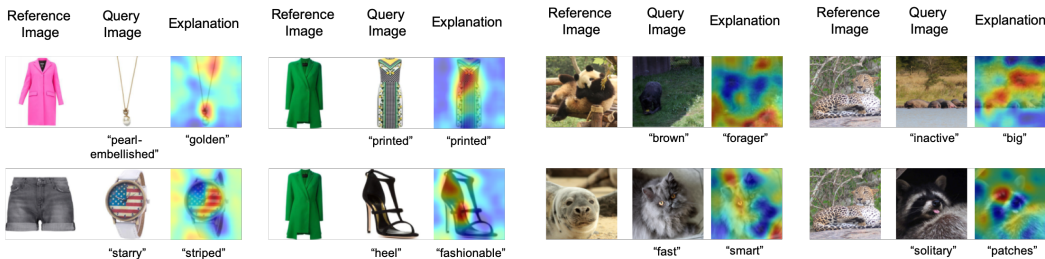 Reference Image Query Image Explanation
Reference Image Query Image Explanation
Reference Image Query Image Explanation
Reference Image Query Image Explanation
“pearl-embellished” “golden”
“printed” “printed”
“brown” “forager”
“inactive” “big”
“starry” “striped”
“heel” “fashionable”
“fast” “smart”
“solitary” “patches”